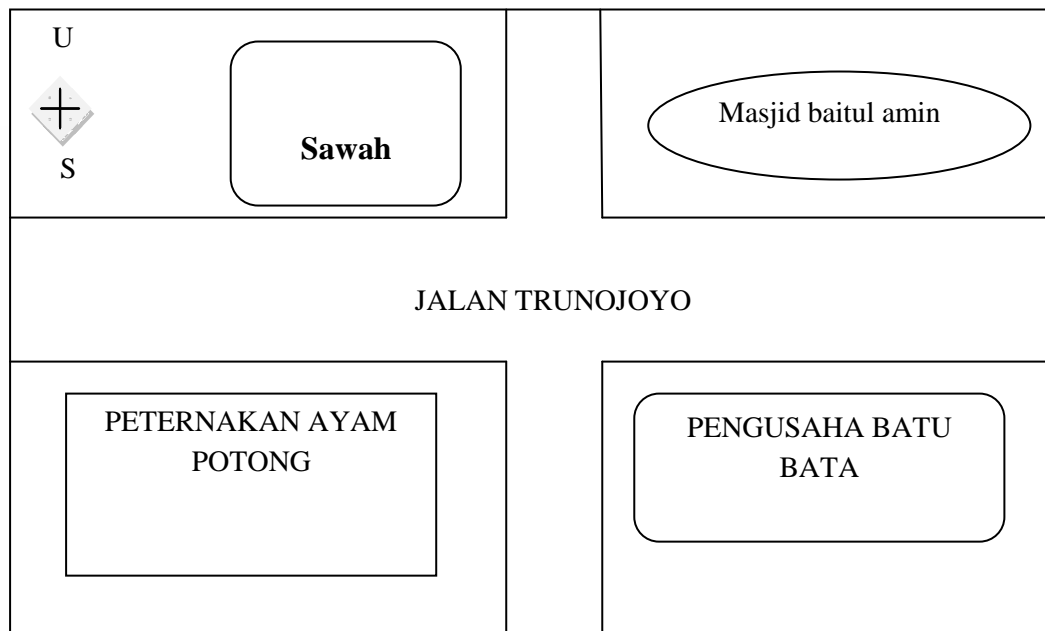 U
S
Sawah
Masjid baitul amin
JALAN TRUNOJOYO
PETERNAKAN AYAM
POTONG
PENGUSAHA BATU
BATA